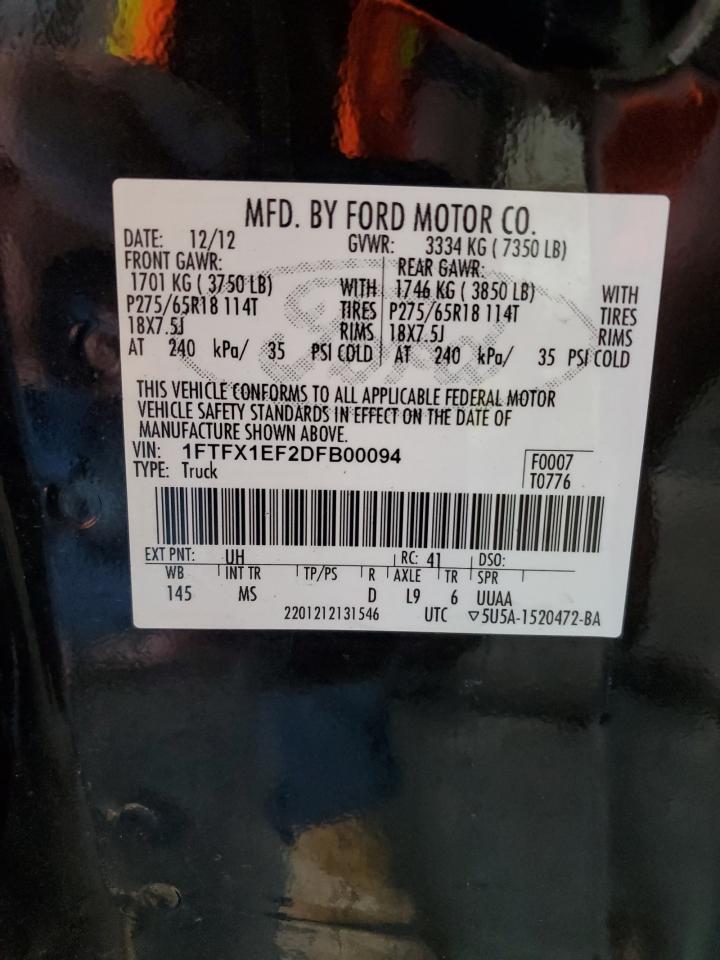 MFD. BY FORD MOTOR CO.
DATE: 12/12 GVWR: 3334 KG ( 7350 LB)
FRONT GAWR: REAR GAWR:
1701 KG ( 3750 LB) WITH 1746 KG ( 3850 LB) WITH
P275/65R18 114T TIRES P275/65R18 114T TIRES
18X7.5J RIMS 18X7.5J RIMS
AT 240 kPa/ 35 PSI COLD AT 240 kPa/ 35 PSI COLD
Ford
THIS VEHICLE CONFORMS TO ALL APPLICABLE FEDERAL MOTOR
VEHICLE SAFETY STANDARDS IN EFFECT ON THE DATE OF
MANUFACTURE SHOWN ABOVE.
VIN: 1FTFX1EF2DFB00094 F0007
TYPE: Truck T0776
EXT PNT: UH RC: 41 DSO:
WB INT TR TP/PS R AXLE TR SPR
145 MS D L9 6 UUAA
2201212131546 UTC ▽5U5A-1520472-BA